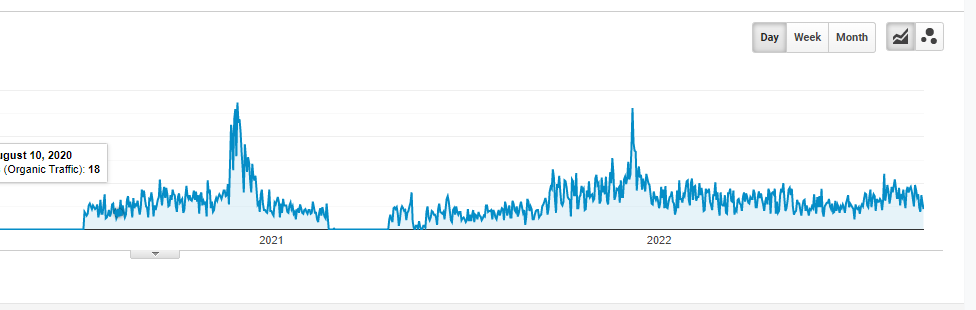 Day Week Month
ugust 10, 2020
(Organic Traffic): 18
2021 2022